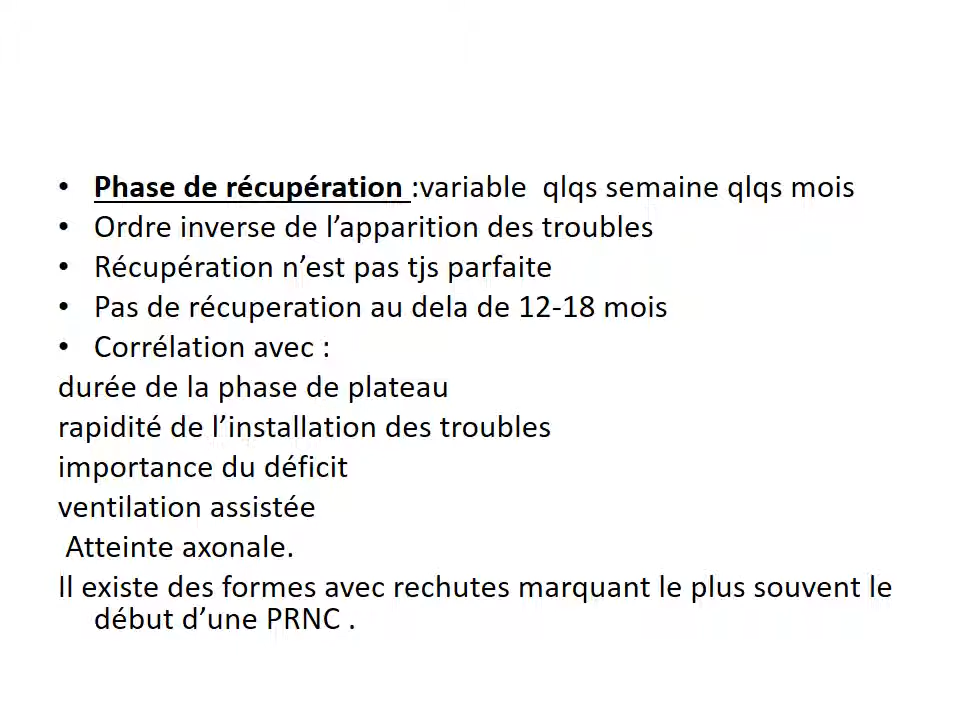 • Phase de récupération :variable  qlqs semaine qlqs mois
• Ordre inverse de l’apparition des troubles
• Récupération n’est pas tjs parfaite
• Pas de récuperation au dela de 12-18 mois
• Corrélation avec :
durée de la phase de plateau
rapidité de l’installation des troubles
importance du déficit
ventilation assistée
Atteinte axonale.
Il existe des formes avec rechutes marquant le plus souvent le
début d’une PRNC .